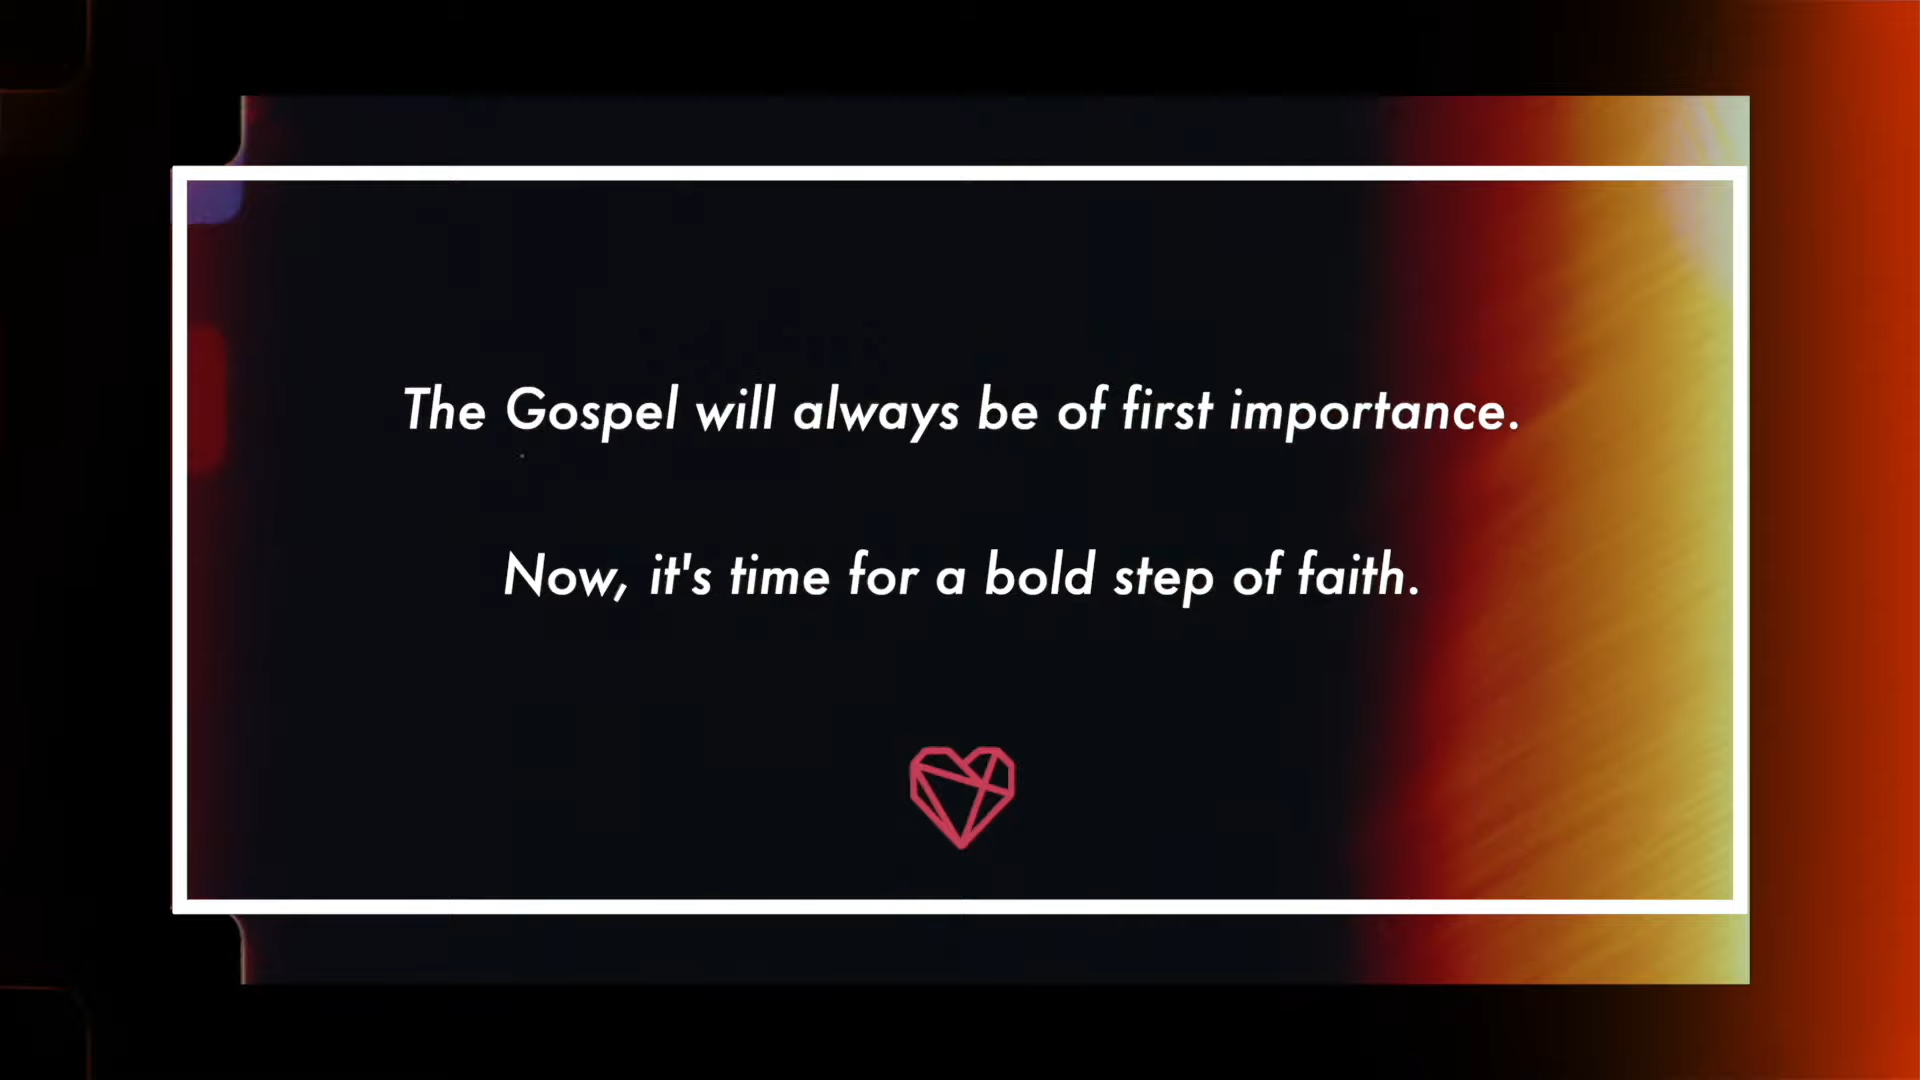 The Gospel will always be of first importance.
Now, it's time for a bold step of faith.